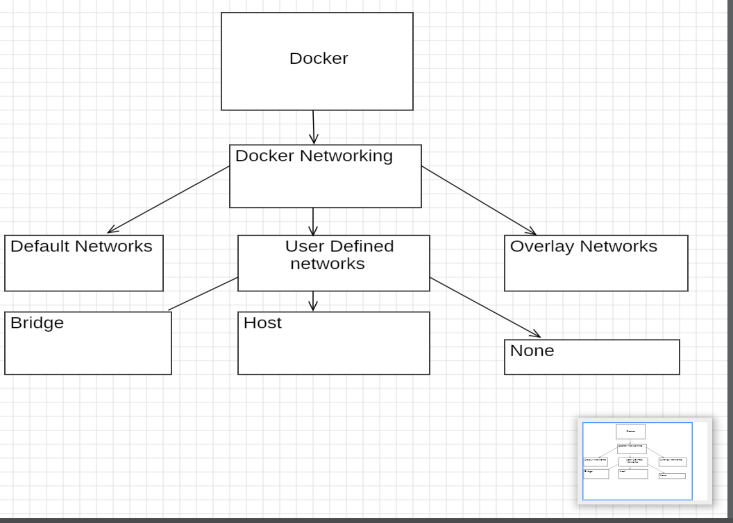 Docker
Docker Networking
Default Networks
User Defined
networks
Overlay Networks
Bridge
Host
None